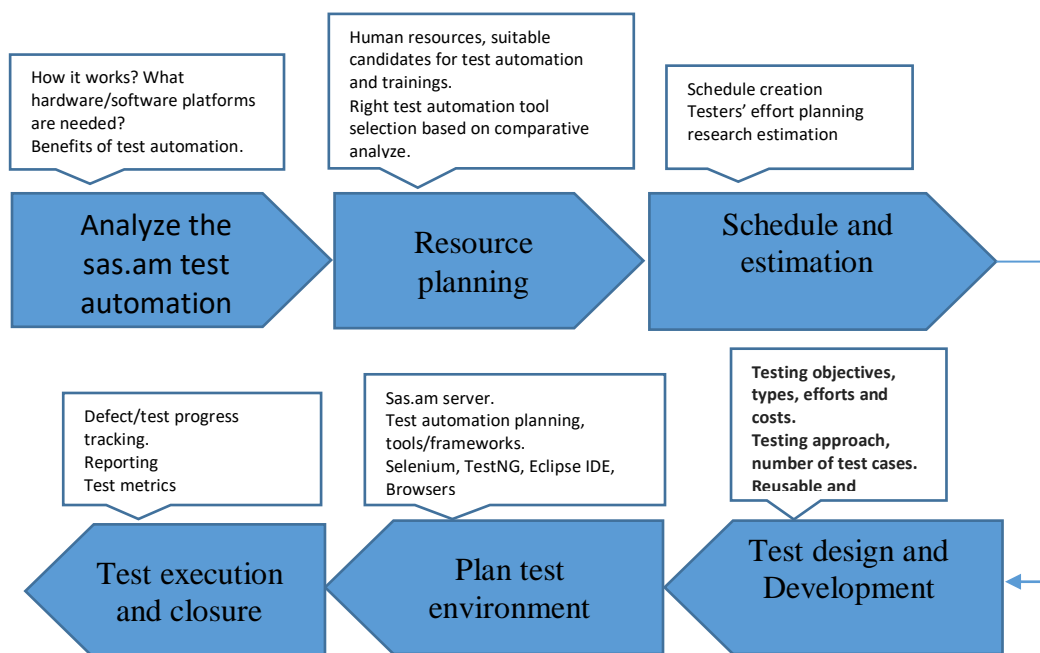 How it works? What
hardware/software platforms
are needed?
Benefits of test automation.
Analyze the
sas.am test
automation
Human resources, suitable
candidates for test automation
and trainings.
Right test automation tool
selection based on comparative
analyze.
Resource
planning
Schedule creation
Testers’ effort planning
research estimation
Schedule and
estimation
Testing objectives,
types, efforts and
costs.
Testing approach,
number of test cases.
Reusable and
Test design and
Development
Sas.am server.
Test automation planning,
tools/frameworks.
Selenium, TestNG, Eclipse IDE,
Browsers
Plan test
environment
Defect/test progress
tracking.
Reporting
Test metrics
Test execution
and closure